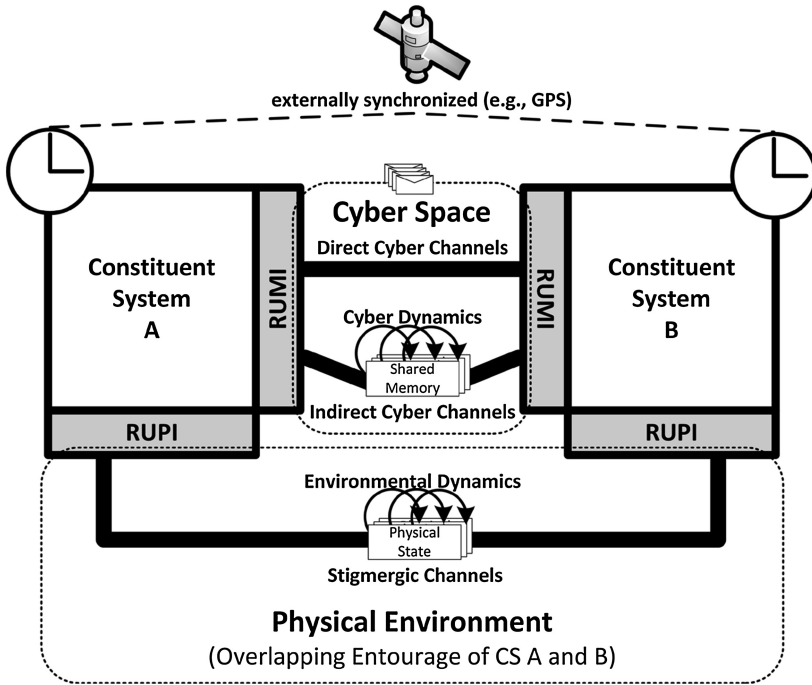 externally synchronized (e.g., GPS)
Cyber Space
Direct Cyber Channels
Constituent
System
A
RUMI
RUMI
Constituent
System
B
Cyber Dynamics
Shared
Memory
Indirect Cyber Channels
RUPI
RUPI
Environmental Dynamics
Physical
State
Stigmergic Channels
Physical Environment
(Overlapping Entourage of CS A and B)